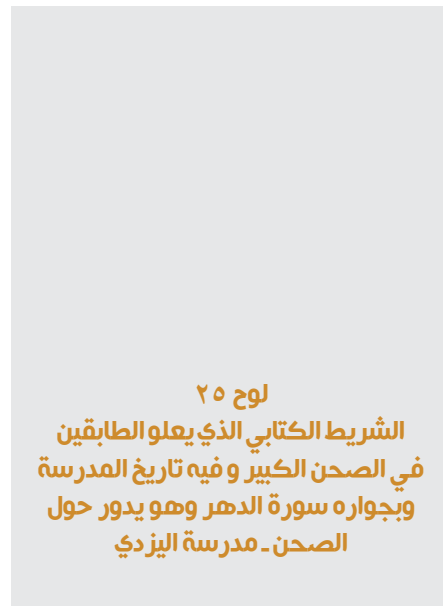 لوح ٢٥
الشريط الكتابي الذي يعلو الطابقين
في الصحن الكبير و فيه تاريخ المدرسة
وبجواره سورة الدهر وهو يدور حول
الصحن - مدرسة اليزدي